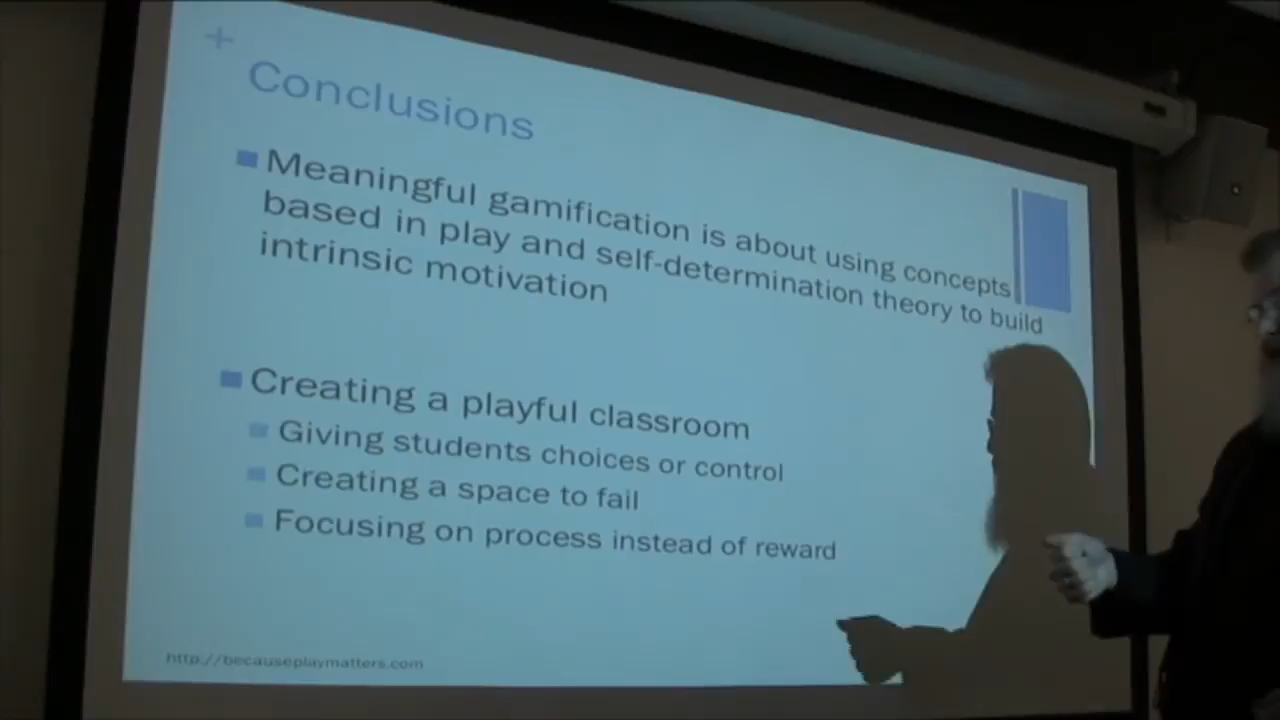 +
Conclusions
Meaningful gamification is about using concepts
based in play and self-determination theory to build
intrinsic motivation
Creating a playful classroom
Giving students choices or control
Creating a space to fail
Focusing on process instead of reward
http://becauseplaymatters.com